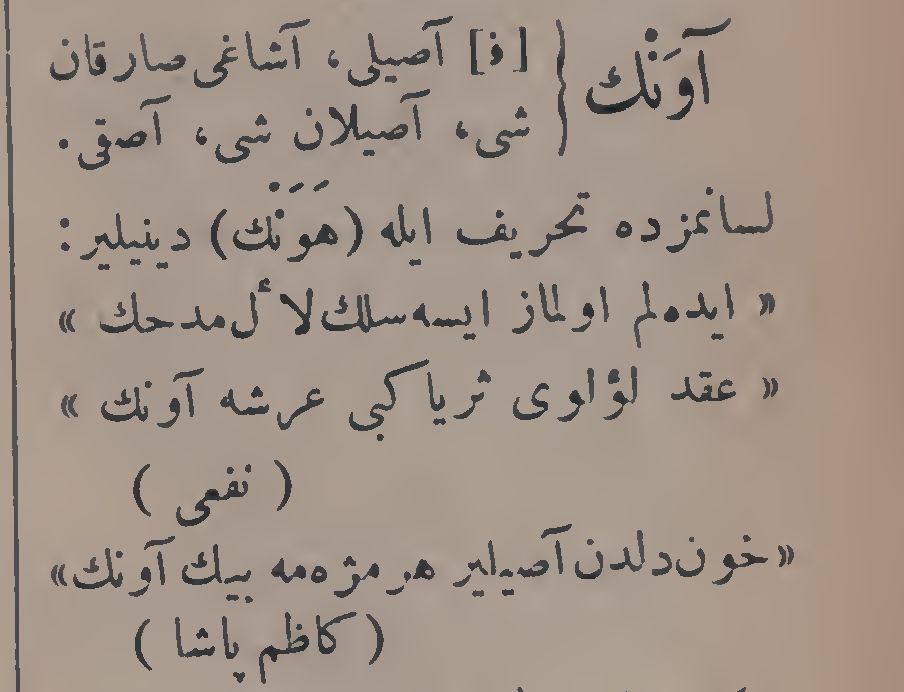 آوَنْك { [ف] آصیلی، آشاغی صارقان
شی، آصیلان شی، آصقی.
لسانمزده تحریف ایله (هَوَنْك) دینیلیر:
« ایده‌لم اولماز ایسه سلك لأل مدحك »
« عقد لؤلوی ثریا کبی عرشه آونك »
( نفعی )
«خون دلدن آصیلیر هر مژه‌مه بیك آونك»
( کاظم پاشا )